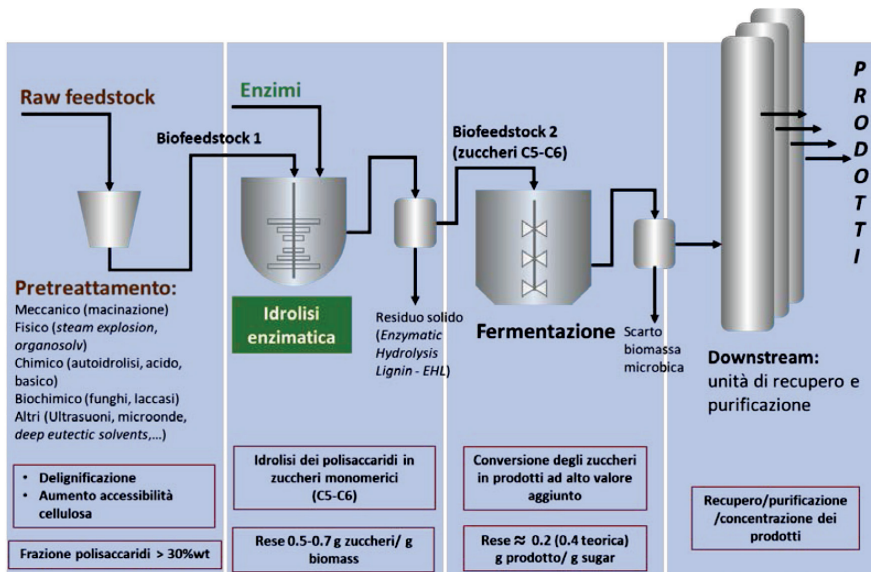 Raw feedstock
Pretreattamento:
Meccanico (macinazione)
Fisico (steam explosion,
organosolv)
Chimico (autoidrolisi, acido,
basico)
Biochimico (funghi, laccasi)
Altri (Ultrasuoni, microonde,
deep eutectic solvents,...)
• Delignificazione
• Aumento accessibilità
cellulosa
Frazione polisaccaridi > 30%wt
Biofeedstock 1
Enzimi
Idrolisi
enzimatica
Residuo solido
(Enzymatic
Hydrolysis
Lignin - EHL)
Idrolisi dei polisaccaridi in
zuccheri monomerici
(C5-C6)
Rese 0.5-0.7 g zuccheri/ g
biomass
Biofeedstock 2
(zuccheri C5-C6)
Fermentazione
Scarto
biomassa
microbica
Conversione degli zuccheri
in prodotti ad alto valore
aggiunto
Rese ≈ 0.2 (0.4 teorica)
g prodotto/ g sugar
PRODOTTI
Downstream:
unità di recupero e
purificazione
Recupero/purificazione
/concentrazione dei
prodotti